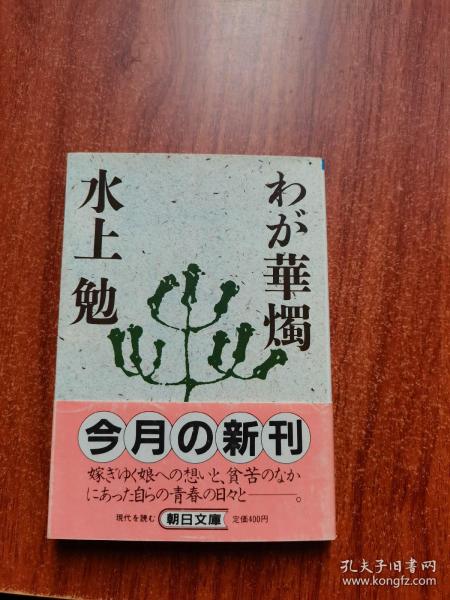 わが華燭
水上勉
今月の新刊
嫁ぎゆく娘への想いと、貧苦のなか
にあった自らの青春の日々と───。
現代を読む 朝日文庫 定価400円
孔夫子旧书网
www.kongfz.com